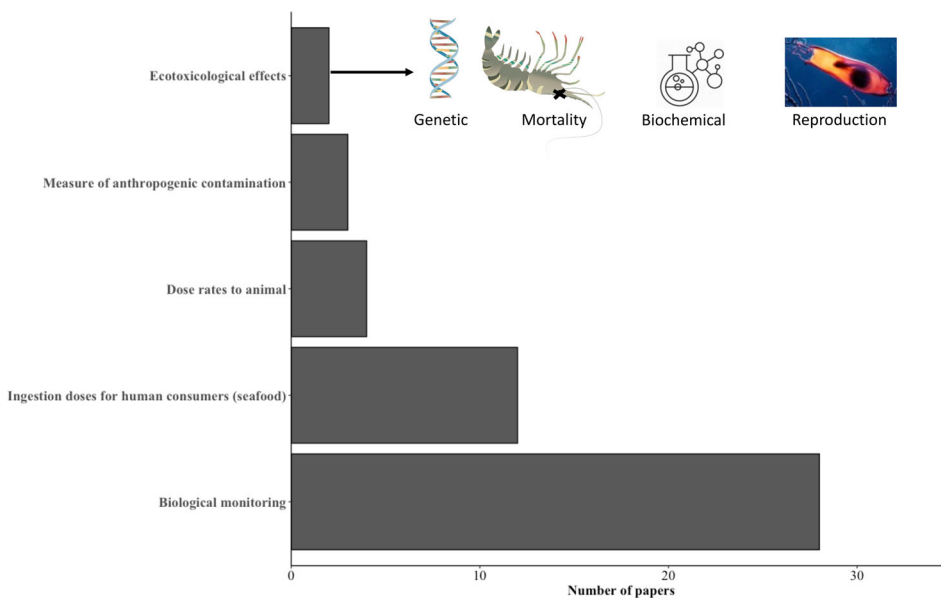 Ecotoxicological effects
Genetic
Mortality
Biochemical
Reproduction
Measure of anthropogenic contamination
Dose rates to animal
Ingestion doses for human consumers (seafood)
Biological monitoring
0
10
20
30
Number of papers